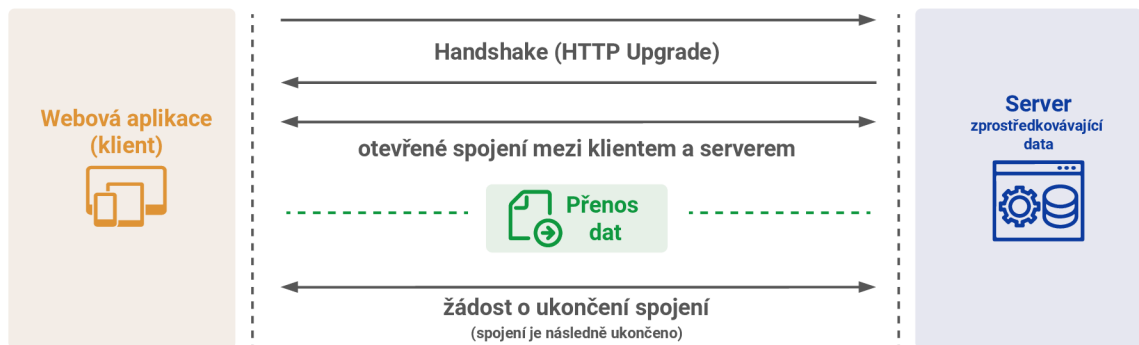 Handshake (HTTP Upgrade)
Webová aplikace
(klient)
Server
zprostředkovávající
data
otevřené spojení mezi klientem a serverem
Přenos
dat
žádost o ukončení spojení
(spojení je následně ukončeno)